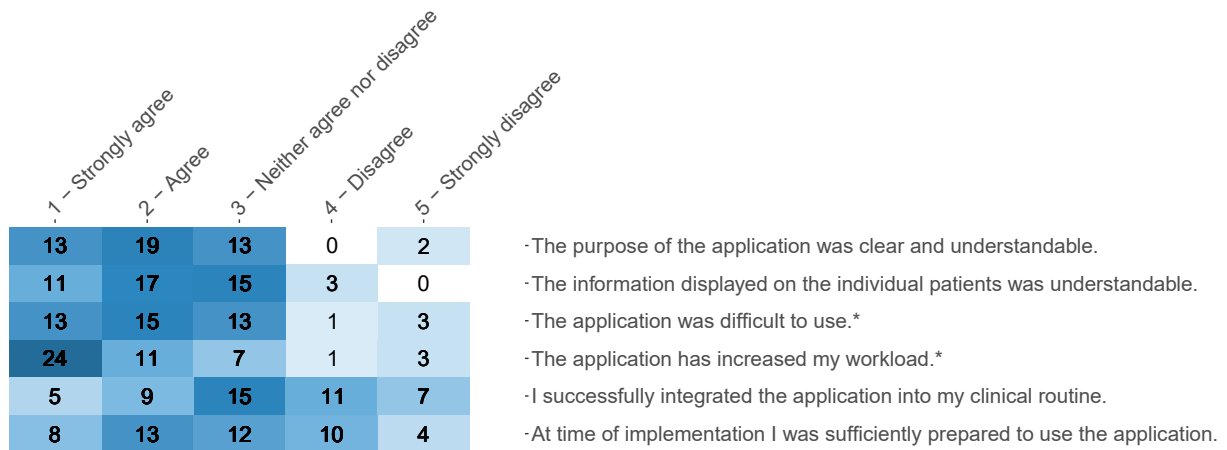 1 − Strongly agree
2 − Agree
3 − Neither agree nor disagree
4 − Disagree
5 − Strongly disagree
13 19 13 0 2 -The purpose of the application was clear and understandable.
11 17 15 3 0 -The information displayed on the individual patients was understandable.
13 15 13 1 3 -The application was difficult to use.*
24 11 7 1 3 -The application has increased my workload.*
5 9 15 11 7 -I successfully integrated the application into my clinical routine.
8 13 12 10 4 -At time of implementation I was sufficiently prepared to use the application.